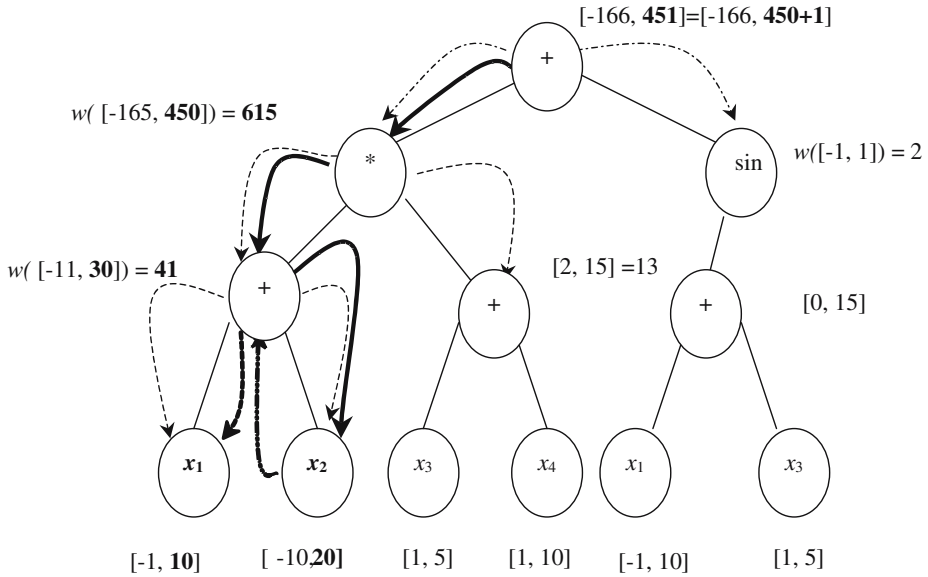 [-166, 451]=[-166, 450+1]
+
w( [-165, 450]) = 615
*
sin
w([-1, 1]) = 2
w( [-11, 30]) = 41
+
[2, 15] =13
+
+
[0, 15]
x1
x2
x3
x4
x1
x3
[-1, 10]
[ -10,20]
[1, 5]
[1, 10]
[-1, 10]
[1, 5]